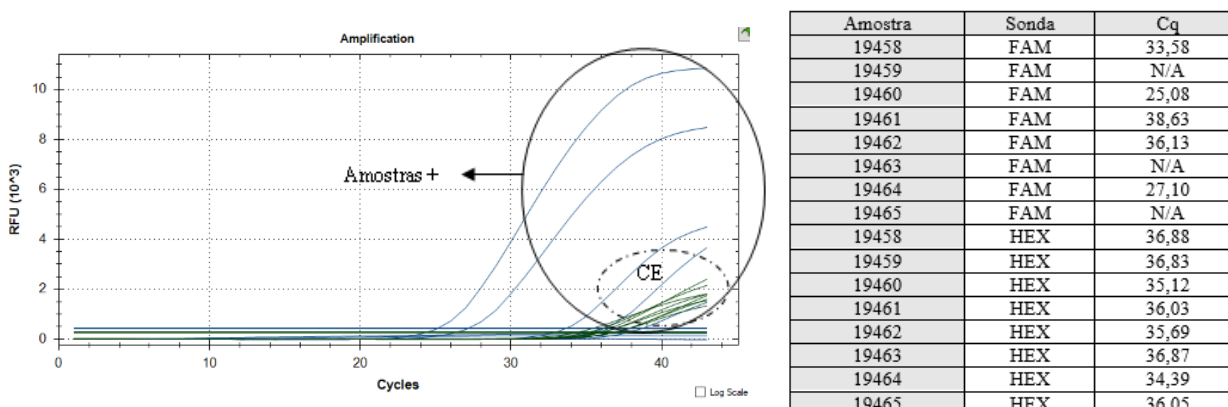 Amplification
10
8
6
4
2
0
RFU (10^3)
Amostras +
CE
0
10
20
30
40
Cycles
Log Scale
Amostra Sonda Cq
19458 FAM 33,58
19459 FAM N/A
19460 FAM 25,08
19461 FAM 38,63
19462 FAM 36,13
19463 FAM N/A
19464 FAM 27,10
19465 FAM N/A
19458 HEX 36,88
19459 HEX 36,83
19460 HEX 35,12
19461 HEX 36,03
19462 HEX 35,69
19463 HEX 36,87
19464 HEX 34,39
19465 HEX 36,05